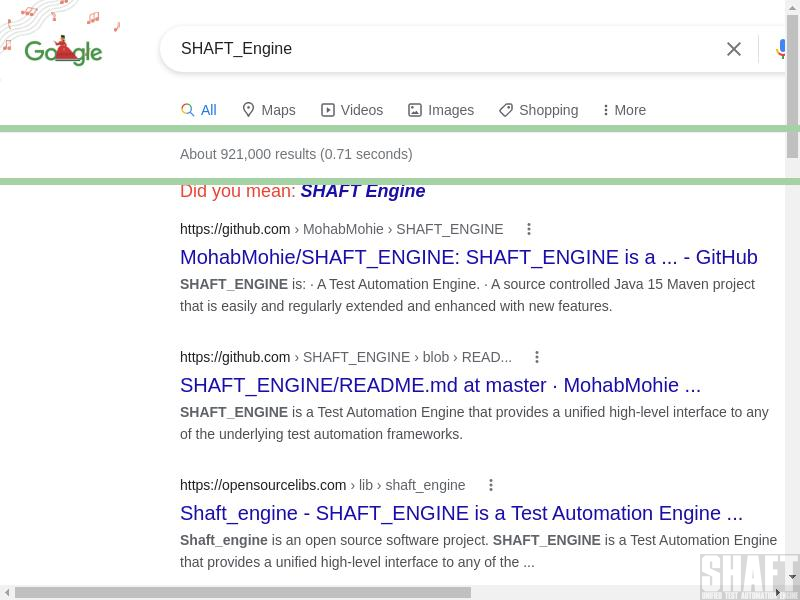 Google
SHAFT_Engine
All
Maps
Videos
Images
Shopping
More
About 921,000 results (0.71 seconds)
Did you mean: SHAFT Engine
https://github.com › MohabMohie › SHAFT_ENGINE
MohabMohie/SHAFT_ENGINE: SHAFT_ENGINE is a ... - GitHub
SHAFT_ENGINE is: · A Test Automation Engine. · A source controlled Java 15 Maven project
that is easily and regularly extended and enhanced with new features.
https://github.com › SHAFT_ENGINE › blob › READ...
SHAFT_ENGINE/README.md at master · MohabMohie ...
SHAFT_ENGINE is a Test Automation Engine that provides a unified high-level interface to any
of the underlying test automation frameworks.
https://opensourcelibs.com › lib › shaft_engine
Shaft_engine - SHAFT_ENGINE is a Test Automation Engine ...
Shaft_engine is an open source software project. SHAFT_ENGINE is a Test Automation Engine
that provides a unified high-level interface to any of the ...
SHAFT